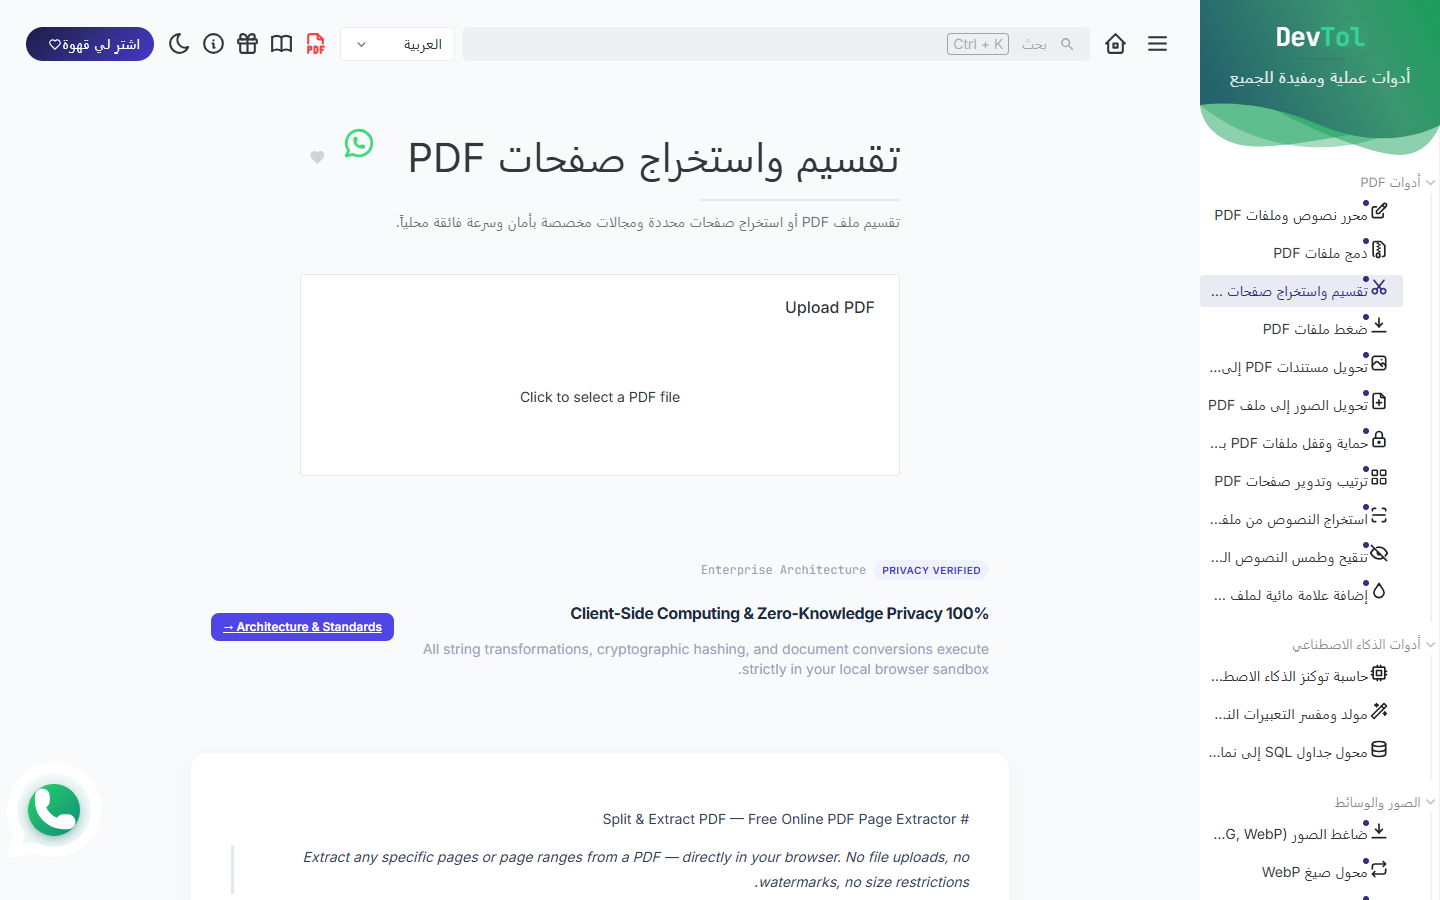 DevTol
أدوات عملية ومفيدة للجميع
أدوات PDF
محرر نصوص وملفات PDF
دمج ملفات PDF
تقسيم واستخراج صفحات ...
ضغط ملفات PDF
تحويل مستندات PDF إلى...
تحويل الصور إلى ملف PDF
حماية وقفل ملفات PDF بـ...
ترتيب وتدوير صفحات PDF
استخراج النصوص من ملف...
تنقيح وطمس النصوص الـ...
إضافة علامة مائية لملف ...
أدوات الذكاء الاصطناعي
حاسبة توكنز الذكاء الاصط...
مولد ومفسر التعبيرات الن...
محول جداول SQL إلى نما...
الصور والوسائط
ضاغط الصور (G, WebP...
محول صيغ WebP
بحث Ctrl + K
العربية
PDF
اشترِ لي قهوة
تقسيم واستخراج صفحات PDF
تقسيم ملف PDF أو استخراج صفحات محددة ومجالات مخصصة بأمان وسرعة فائقة محلياً.
Upload PDF
Click to select a PDF file
PRIVACY VERIFIED Enterprise Architecture
Client-Side Computing & Zero-Knowledge Privacy 100%
All string transformations, cryptographic hashing, and document conversions execute
.strictly in your local browser sandbox
→ Architecture & Standards
Split & Extract PDF — Free Online PDF Page Extractor #
Extract any specific pages or page ranges from a PDF — directly in your browser. No file uploads, no
.watermarks, no size restrictions